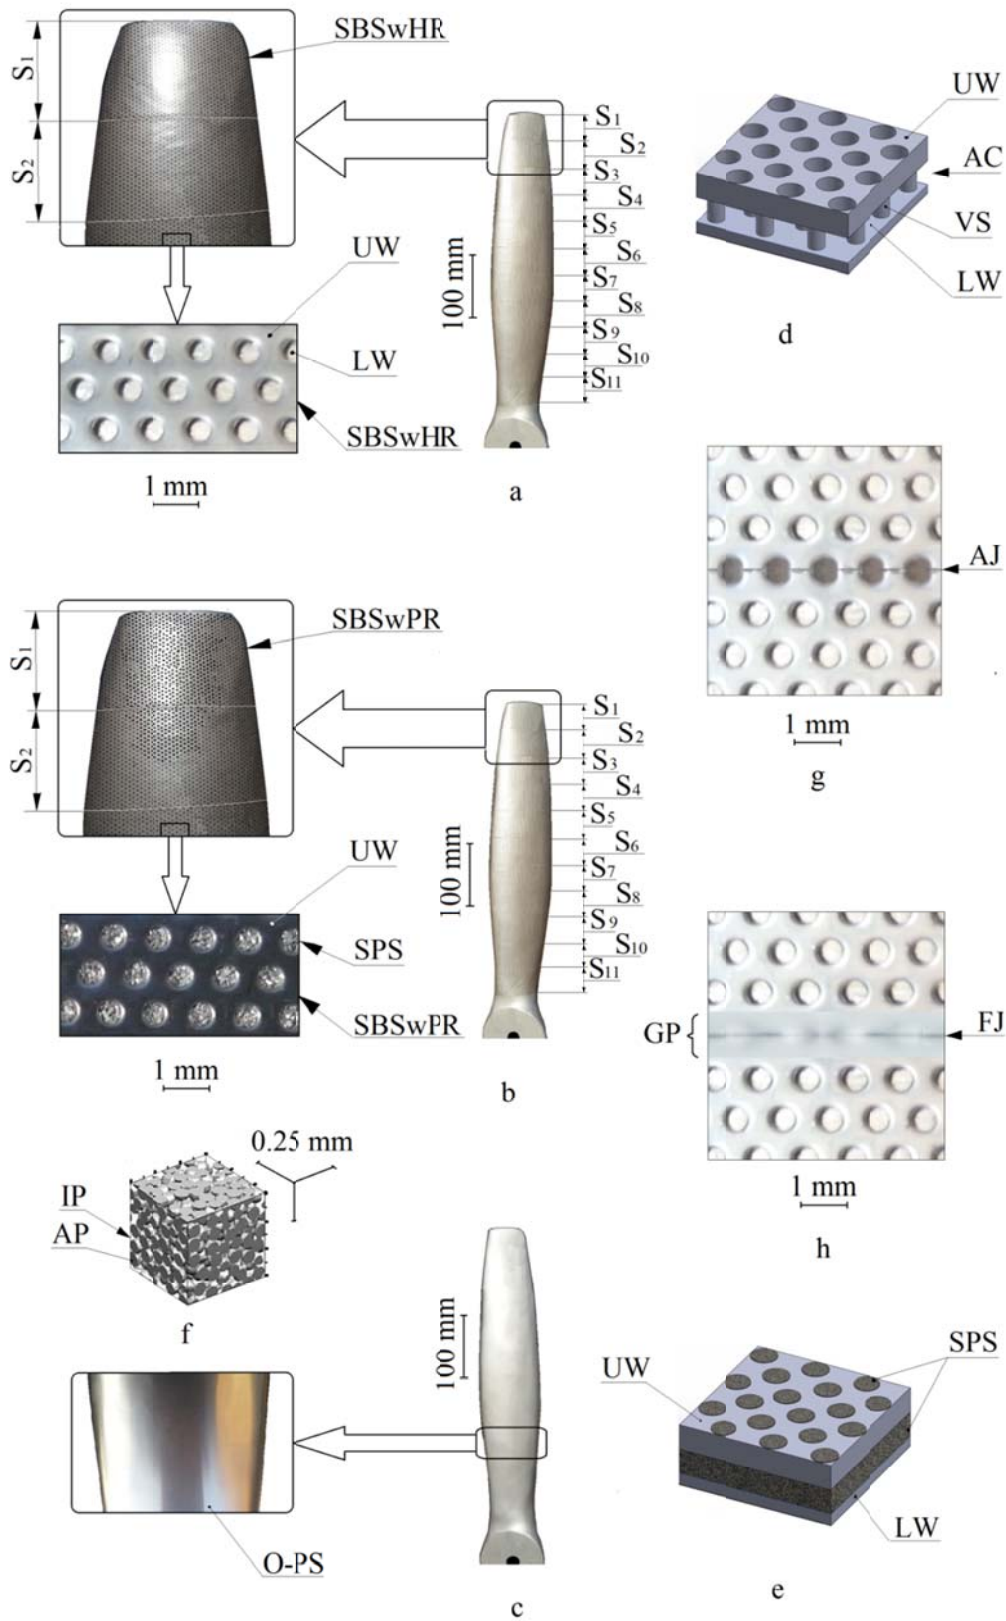 SBSwHR
S1
S2
UW
LW
SBSwHR
1 mm
100 mm
S1
S2
S3
S4
S5
S6
S7
S8
S9
S10
S11
a
UW
AC
VS
LW
d
AJ
1 mm
g
SBSwPR
S1
S2
UW
SPS
SBSwPR
1 mm
100 mm
S1
S2
S3
S4
S5
S6
S7
S8
S9
S10
S11
b
GP
FJ
1 mm
h
0.25 mm
IP
AP
f
100 mm
O-PS
c
SPS
UW
LW
e